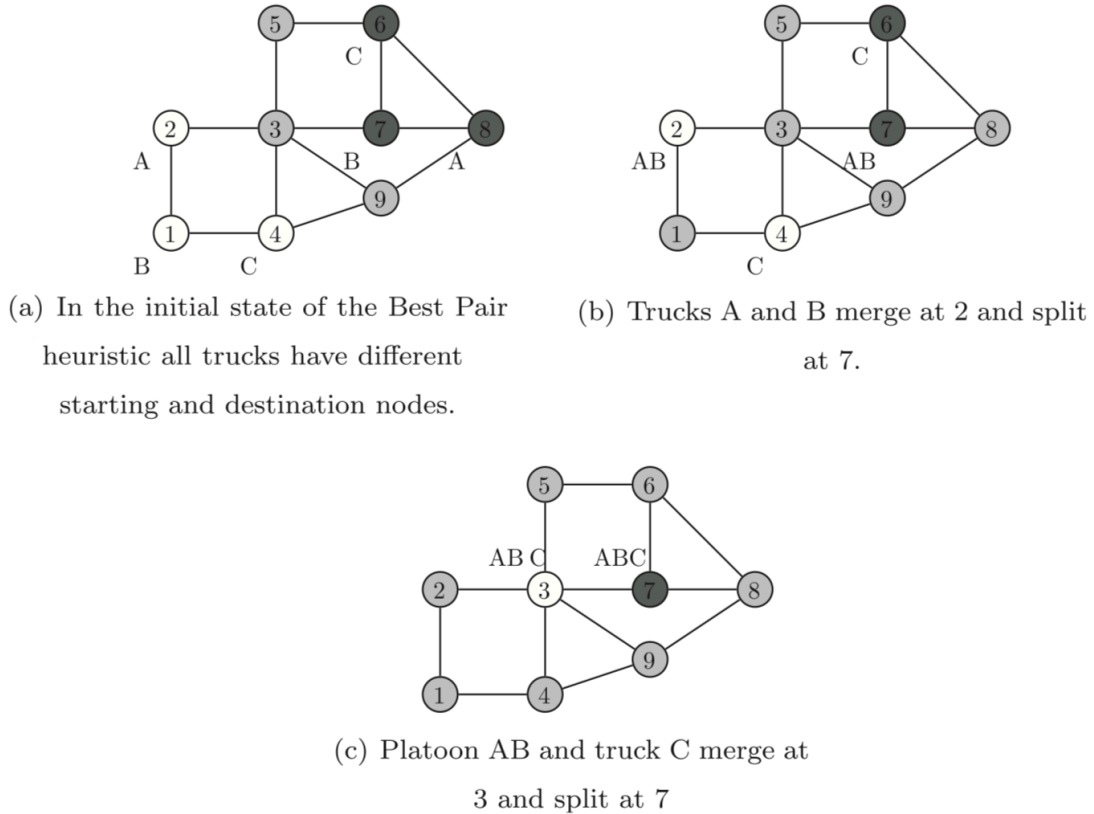 5 6
C
2 3 7 8
A B A
9
1 4
B C
(a) In the initial state of the Best Pair
heuristic all trucks have different
starting and destination nodes.
5 6
C
2 3 7 8
AB AB
9
1 4
C
(b) Trucks A and B merge at 2 and split
at 7.
5 6
AB C ABC
2 3 7 8
9
1 4
(c) Platoon AB and truck C merge at
3 and split at 7